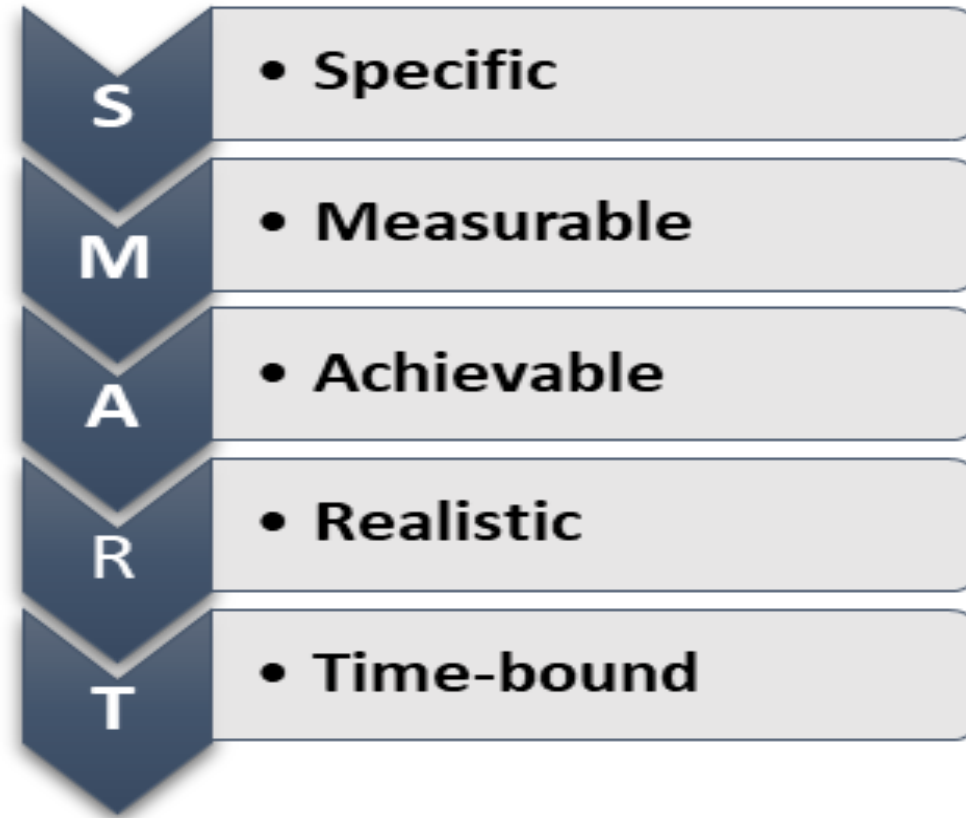 S
• Specific
M
• Measurable
A
• Achievable
R
• Realistic
T
• Time-bound